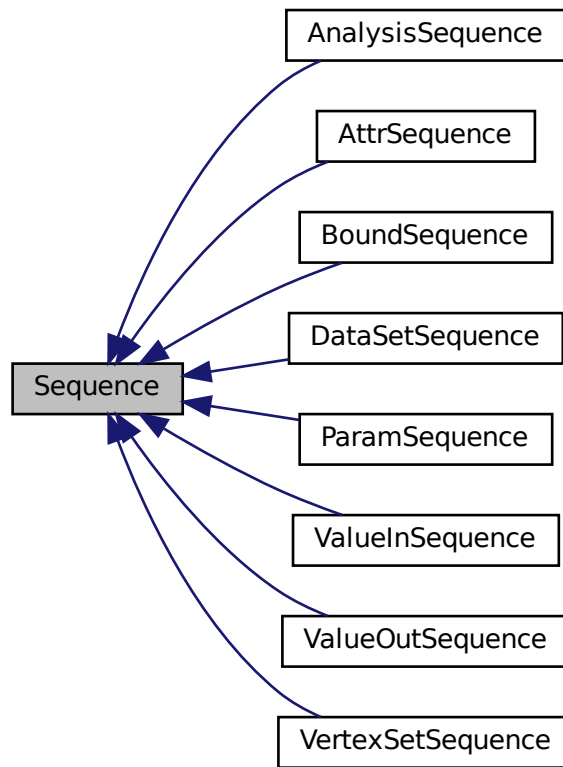 AnalysisSequence
AttrSequence
BoundSequence
DataSetSequence
Sequence
ParamSequence
ValueInSequence
ValueOutSequence
VertexSetSequence